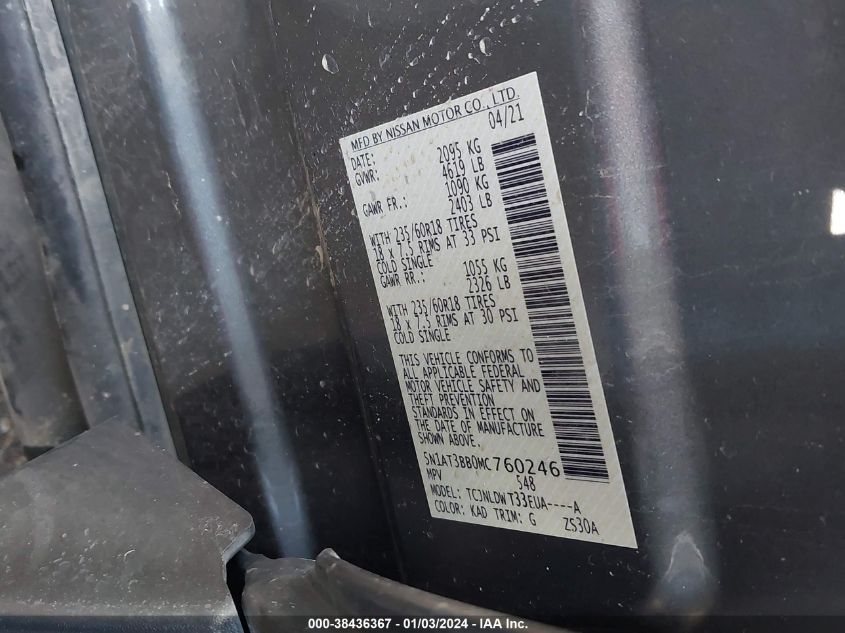 MFD BY NISSAN MOTOR CO., LTD.
DATE: 04/21
GVWR: 2095 KG
4619 LB
GAWR FR.: 1090 KG
2403 LB
WITH 235/60R18 TIRES
18 x 7.5 RIMS AT 33 PSI
COLD SINGLE
GAWR RR.: 1055 KG
2326 LB
WITH 235/60R18 TIRES
18 x 7.5 RIMS AT 30 PSI
COLD SINGLE
THIS VEHICLE CONFORMS TO
ALL APPLICABLE FEDERAL
MOTOR VEHICLE SAFETY AND
THEFT PREVENTION
STANDARDS IN EFFECT ON
THE DATE OF MANUFACTURE
SHOWN ABOVE.
5N1AT3BB0MC760246
MPV 548
MODEL: TCJNLDWT33EUA----A
COLOR: KAD TRIM: G ZS30A
000-38436367 - 01/03/2024 - IAA Inc.